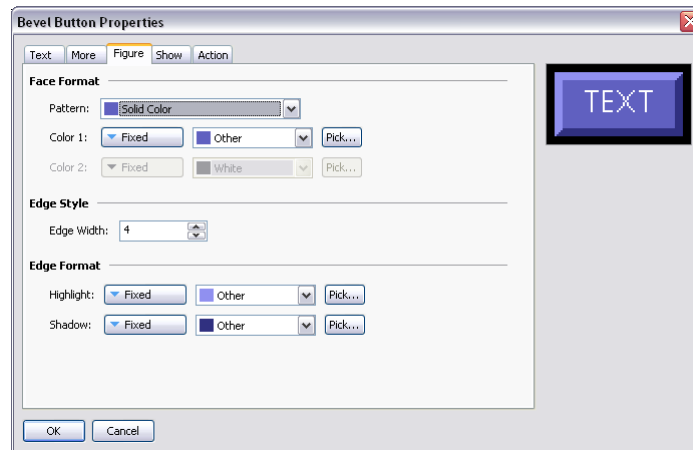 Bevel Button Properties
Text More Figure Show Action
Face Format
Pattern: Solid Color
TEXT
Color 1: Fixed Other Pick...
Color 2: Fixed White Pick...
Edge Style
Edge Width: 4
Edge Format
Highlight: Fixed Other Pick...
Shadow: Fixed Other Pick...
OK Cancel